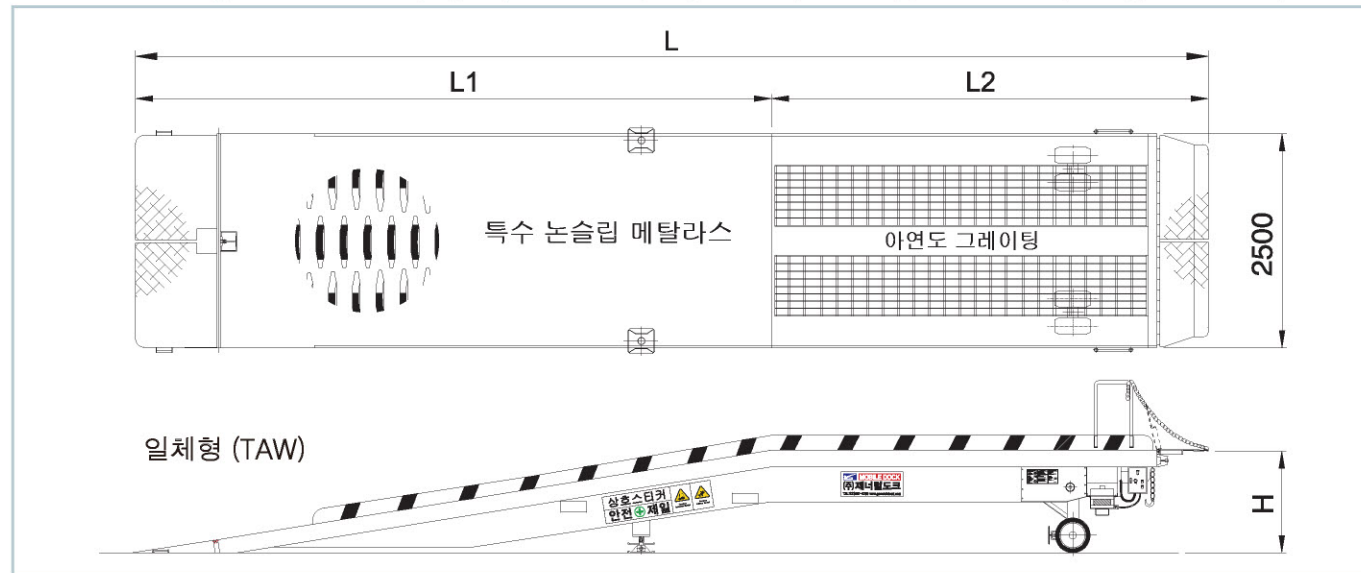 L
L1
L2
특수 논슬립 메탈라스
아연도 그레이팅
2500
일체형 (TAW)
상호스티커
안전 제일
MOBILE DOCK
(주)제너럴도크
H